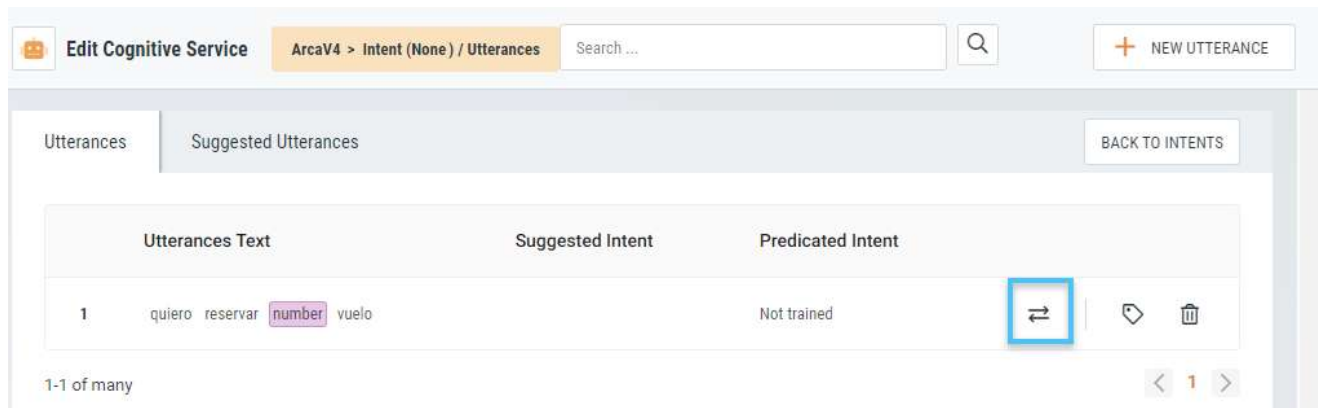 Edit Cognitive Service ArcaV4 > Intent (None) / Utterances Search ... NEW UTTERANCE
Utterances Suggested Utterances BACK TO INTENTS
Utterances Text Suggested Intent Predicated Intent
1 quiero reservar number vuelo Not trained
1-1 of many < 1 >